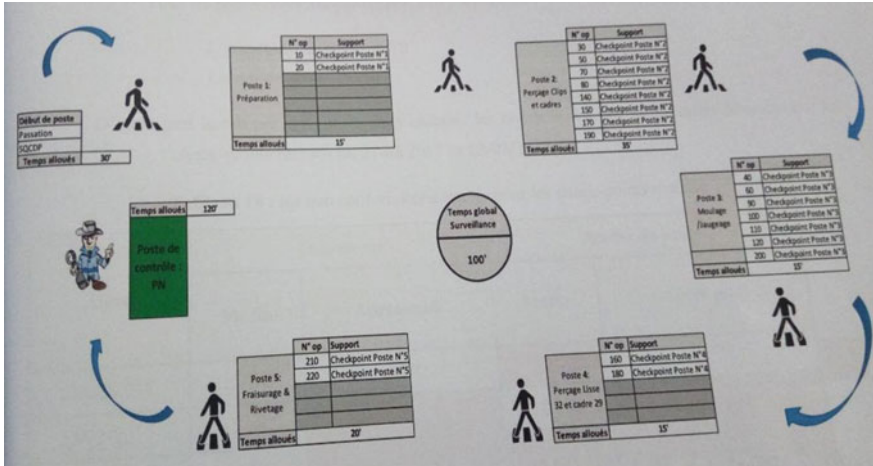 Début de poste
Passation
SQCDP
Temps alloués 30'
N° op Support
10 Checkpoint Poste N°1
20 Checkpoint Poste N°1
Poste 1:
Préparation
Temps alloués 15'
N° op Support
30 Checkpoint Poste N°2
50 Checkpoint Poste N°2
70 Checkpoint Poste N°2
80 Checkpoint Poste N°2
140 Checkpoint Poste N°2
150 Checkpoint Poste N°2
170 Checkpoint Poste N°2
190 Checkpoint Poste N°2
Poste 2:
Perçage Clips
et cadres
Temps alloués 35'
N° op Support
40 Checkpoint Poste N°3
60 Checkpoint Poste N°3
90 Checkpoint Poste N°3
100 Checkpoint Poste N°3
110 Checkpoint Poste N°3
120 Checkpoint Poste N°3
200 Checkpoint Poste N°3
Poste 3:
Moulage
/Jaugeage
Temps alloués 15'
N° op Support
160 Checkpoint Poste N°4
180 Checkpoint Poste N°4
Poste 4:
Perçage Lisse
32 et cadre 29
Temps alloués 15'
N° op Support
210 Checkpoint Poste N°5
220 Checkpoint Poste N°5
Poste 5:
Fraisurage &
Rivetage
Temps alloués 20'
Temps alloués 120'
Poste de
contrôle :
PN
Temps global
Surveillance
100'